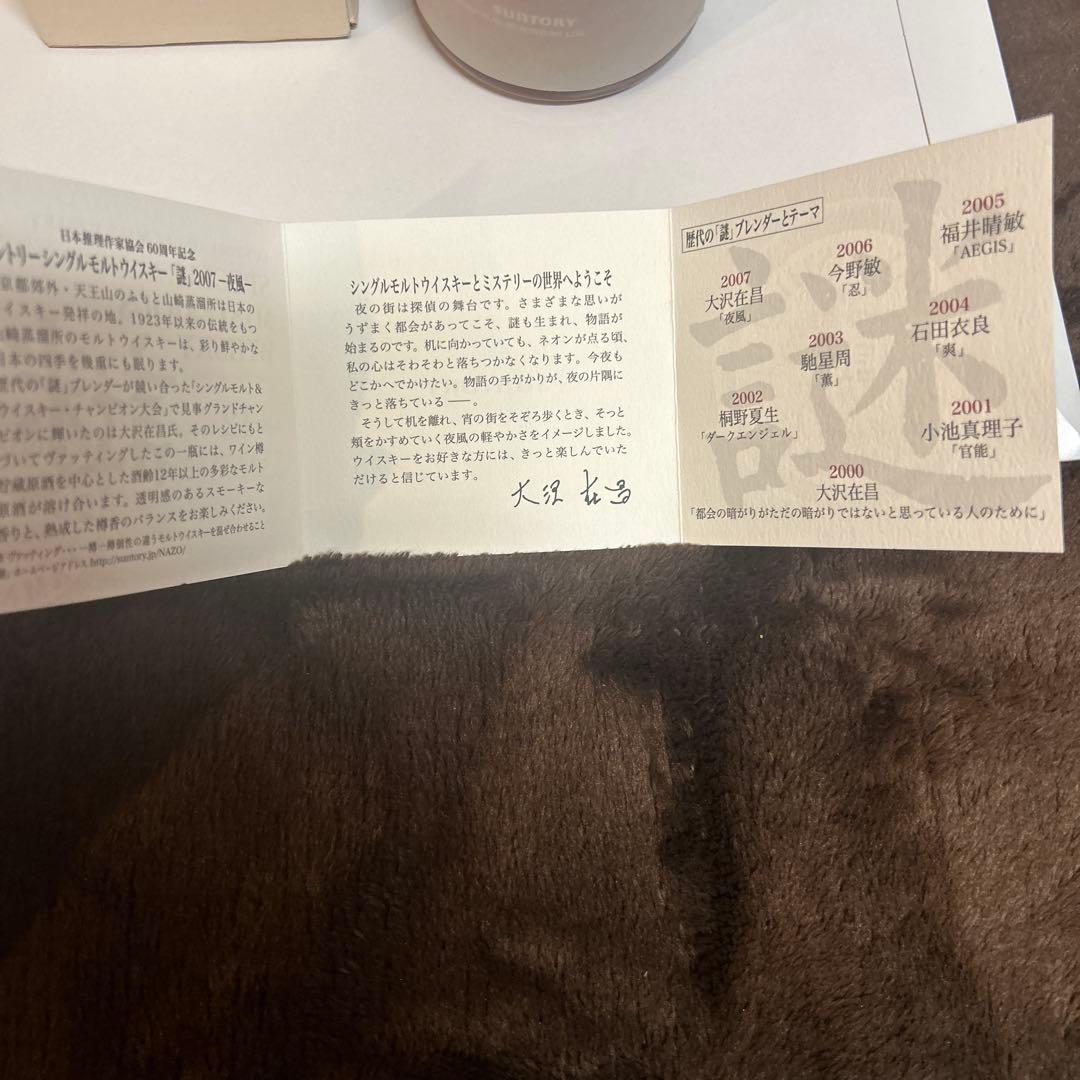 SUNTORY
日本推理作家協会60周年記念
ントリーシングルモルトウイスキー「謎」2007 ―夜風―
京都郊外・天王山のふもと山崎蒸溜所は日本の
イスキー発祥の地。1923年以来の伝統をもつ
崎蒸溜所のモルトウイスキーは、彩り鮮やかな
日本の四季を幾重にも眠ります。
歴代の「謎」ブレンダーが競い合った「シングルモルト&
ウイスキー・チャンピオン大会」で見事グランドチャン
ピオンに輝いたのは大沢在昌氏。そのレシピにもと
づいてヴァッティングしたこの一瓶には、ワイン樽
貯蔵原酒を中心とした酒齢12年以上の多彩なモルト
原酒が溶け合います。透明感のあるスモーキーな
香りと、熟成した樽香のバランスをお楽しみください。
ヴァッティング・・・一樽一樽個性の違うモルトウイスキーを混ぜ合わせること
ホームページアドレス http://suntory.jp/NAZO/
シングルモルトウイスキーとミステリーの世界へようこそ
夜の街は探偵の舞台です。さまざまな思いが
うずまく都会があってこそ、謎も生まれ、物語が
始まるのです。机に向かっていても、ネオンが点る頃、
私の心はそわそわと落ちつかなくなります。今夜も
どこかへでかけたい。物語の手がかりが、夜の片隅に
きっと落ちている――。
そうして机を離れ、宵の街をそぞろ歩くとき、そっと
頬をかすめていく夜風の軽やかさをイメージしました。
ウイスキーをお好きな方には、きっと楽しんでいた
だけると信じています。
大沢在昌
謎
歴代の「謎」ブレンダーとテーマ
2007
大沢在昌
「夜風」
2006
今野敏
「忍」
2005
福井晴敏
「AEGIS」
2004
石田衣良
「爽」
2003
馳星周
「薫」
2002
桐野夏生
「ダークエンジェル」
2001
小池真理子
「官能」
2000
大沢在昌
「都会の暗がりがただの暗がりではないと思っている人のために」